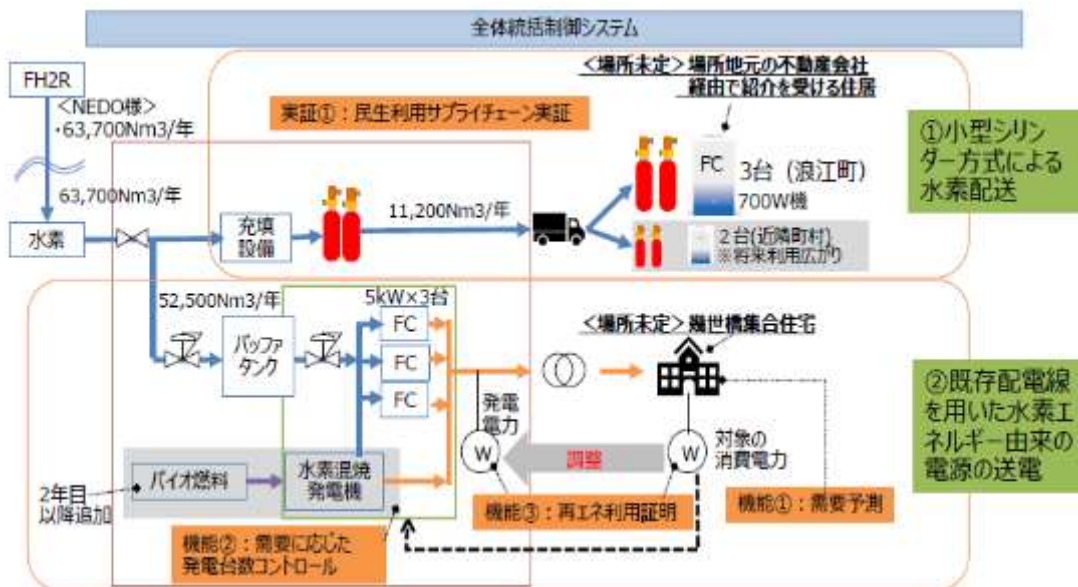 全体統括制御システム
FH2R
<NEDO様>
・63,700Nm3/年
63,700Nm3/年
水素
実証①：民生利用サプライチェーン実証
<場所未定>場所地元の不動産会社
経由で紹介を受ける住居
充填
設備
11,200Nm3/年
FC
3台（浪江町）
700W機
２台(近隣町村)
※将来利用広がり
①小型シリン
ダー方式による
水素配送
52,500Nm3/年
バッファ
タンク
5kW×3台
FC
FC
FC
発電
電力
W
<場所未定>幾世橋集合住宅
調整
W
対象の
消費電力
②既存配電線
を用いた水素エ
ネルギー由来の
電源の送電
バイオ燃料
水素混焼
発電機
2年目
以降追加
機能③：再エネ利用証明
機能①：需要予測
機能②：需要に応じた
発電台数コントロール